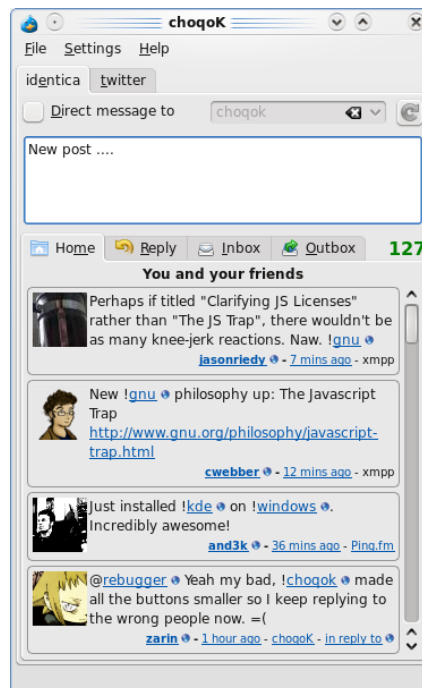 choqoK
File Settings Help
identica twitter
Direct message to choqok
New post ....
Home Reply Inbox Outbox 127
You and your friends
Perhaps if titled "Clarifying JS Licenses"
rather than "The JS Trap", there wouldn't be
as many knee-jerk reactions. Naw. !gnu
jasonriedy - 7 mins ago - xmpp
New !gnu philosophy up: The Javascript
Trap
http://www.gnu.org/philosophy/javascript-
trap.html
cwebber - 12 mins ago - xmpp
Just installed !kde on !windows .
Incredibly awesome!
and3k - 36 mins ago - Ping.fm
@rebugger Yeah my bad, !choqok made
all the buttons smaller so I keep replying to
the wrong people now. =(
zarin - 1 hour ago - choqoK - in reply to